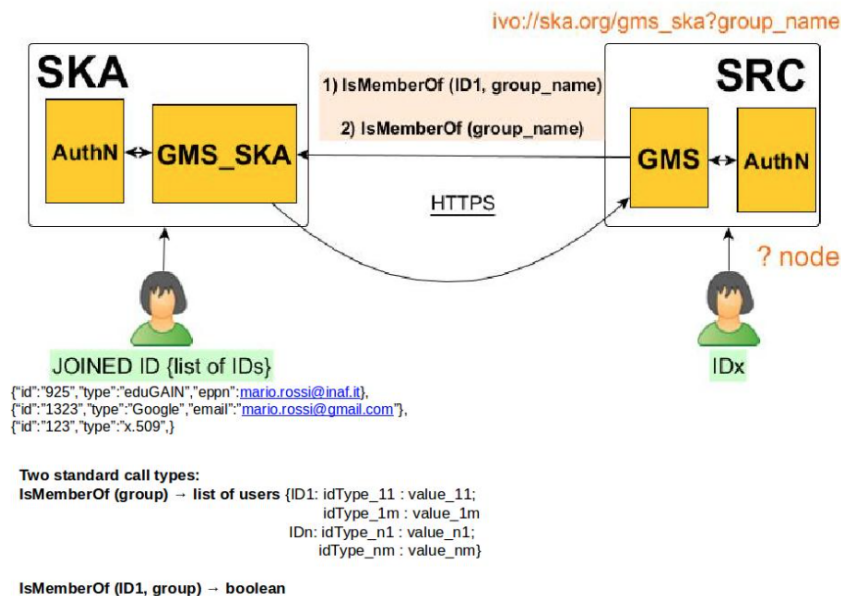 ivo://ska.org/gms_ska?group_name
SKA
SRC
1) IsMemberOf (ID1, group_name)
2) IsMemberOf (group_name)
AuthN
GMS_SKA
GMS
AuthN
HTTPS
? node
JOINED ID {list of IDs}
IDx
{"id":"925","type":"eduGAIN","eppn":mario.rossi@inaf.it},
{"id":"1323","type":"Google","email":"mario.rossi@gmail.com"},
{"id":"123","type":"x.509",}
Two standard call types:
IsMemberOf (group) → list of users {ID1: idType_11 : value_11;
idType_1m : value_1m
IDn: idType_n1 : value_n1;
idType_nm : value_nm}
IsMemberOf (ID1, group) → boolean